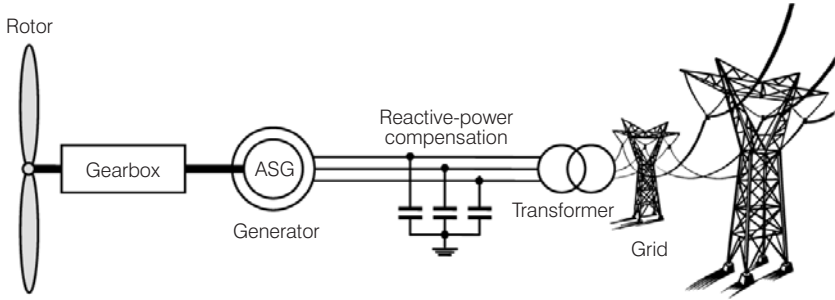 Rotor
Gearbox
ASG
Generator
Reactive-power
compensation
Transformer
Grid